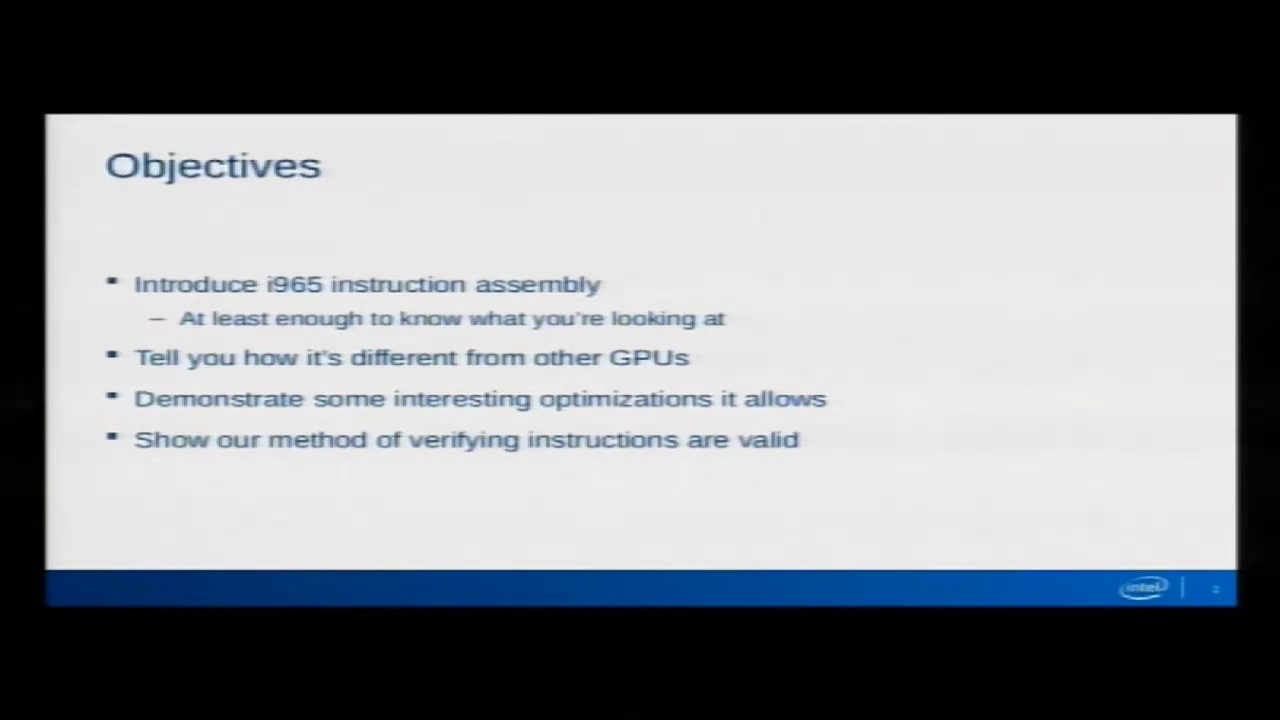 Objectives
Introduce i965 instruction assembly
– At least enough to know what you're looking at
Tell you how it's different from other GPUs
Demonstrate some interesting optimizations it allows
Show our method of verifying instructions are valid
intel
2